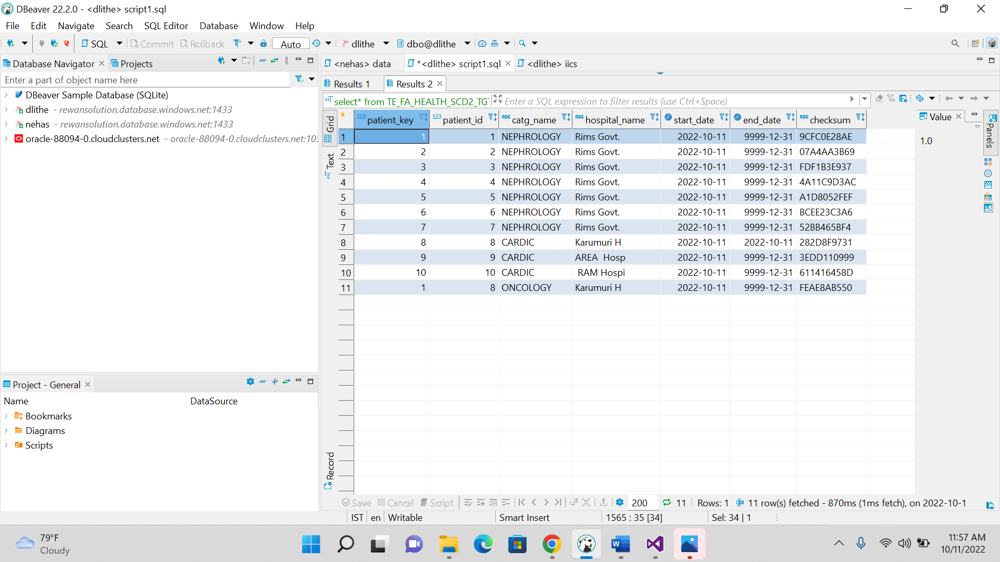 DBeaver 22.2.0 - <dlithe> script1.sql
File Edit Navigate Search SQL Editor Database Window Help
SQL Commit Rollback T Auto dlithe dbo@dlithe
Database Navigator Projects
<nehas> data *<dlithe> script1.sql <dlithe> iics
Enter a part of object name here
DBeaver Sample Database (SQLite)
dlithe - rewansolution.database.windows.net:1433
nehas - rewansolution.database.windows.net:1433
oracle-88094-0.cloudclusters.net - oracle-88094-0.cloudclusters.net:103
Results 1 Results 2
select* from TE_FA_HEALTH_SCD2_TG Enter a SQL expression to filter results (use Ctrl+Space)
Grid
Text
Record
123 patient_key 123 patient_id ABC catg_name ABC hospital_name start_date end_date ABC checksum
1 1 1 NEPHROLOGY Rims Govt. 2022-10-11 9999-12-31 9CFC0E28AE
2 2 2 NEPHROLOGY Rims Govt. 2022-10-11 9999-12-31 07A4AA3B69
3 3 3 NEPHROLOGY Rims Govt. 2022-10-11 9999-12-31 FDF1B3E937
4 4 4 NEPHROLOGY Rims Govt. 2022-10-11 9999-12-31 4A11C9D3AC
5 5 5 NEPHROLOGY Rims Govt. 2022-10-11 9999-12-31 A1D8052FEF
6 6 6 NEPHROLOGY Rims Govt. 2022-10-11 9999-12-31 BCEE23C3A6
7 7 7 NEPHROLOGY Rims Govt. 2022-10-11 9999-12-31 52BB465BF4
8 8 8 CARDIC Karumuri H 2022-10-11 2022-10-11 282D8F9731
9 9 9 CARDIC AREA  Hosp 2022-10-11 9999-12-31 3EDD110999
10 10 10 CARDIC RAM Hospi 2022-10-11 9999-12-31 611416458D
11 1 8 ONCOLOGY Karumuri H 2022-10-11 9999-12-31 FEAE8AB550
Value
1.0
Panels
Project - General
Name DataSource
Bookmarks
Diagrams
Scripts
Save Cancel Script 200 11 Rows: 1 11 row(s) fetched - 870ms (1ms fetch), on 2022-10-1
IST en Writable Smart Insert 1565 : 35 [34] Sel: 34 | 1
79°F
Cloudy
11:57 AM
10/11/2022